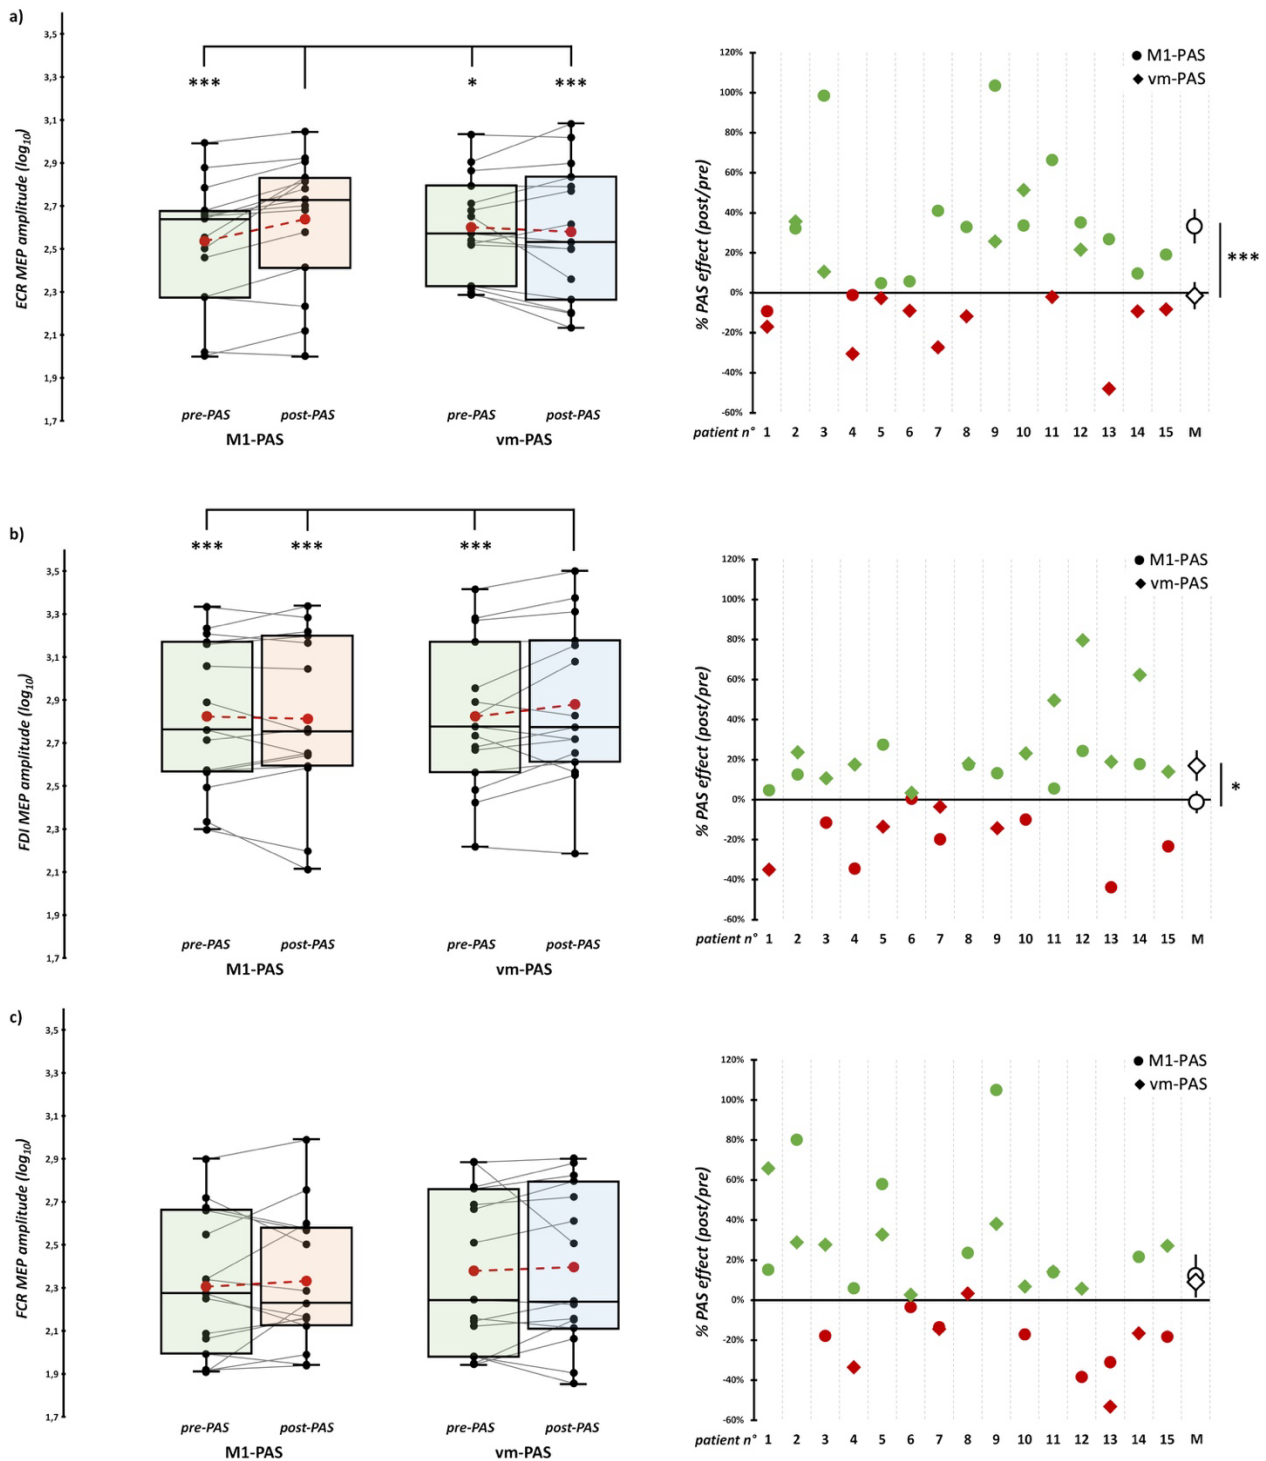 a)
3,5
3,3
3,1
2,9
2,7
2,5
2,3
2,1
1,9
1,7
ECR MEP amplitude (log10)
*** * ***
pre-PAS post-PAS pre-PAS post-PAS
M1-PAS vm-PAS
120%
100%
80%
60%
40%
20%
0%
-20%
-40%
-60%
% PAS effect (post/pre)
M1-PAS
vm-PAS
***
patient n° 1 2 3 4 5 6 7 8 9 10 11 12 13 14 15 M
b)
3,5
3,3
3,1
2,9
2,7
2,5
2,3
2,1
1,9
1,7
FDI MEP amplitude (log10)
*** *** ***
pre-PAS post-PAS pre-PAS post-PAS
M1-PAS vm-PAS
120%
100%
80%
60%
40%
20%
0%
-20%
-40%
-60%
% PAS effect (post/pre)
M1-PAS
vm-PAS
*
patient n° 1 2 3 4 5 6 7 8 9 10 11 12 13 14 15 M
c)
3,5
3,3
3,1
2,9
2,7
2,5
2,3
2,1
1,9
1,7
FCR MEP amplitude (log10)
pre-PAS post-PAS pre-PAS post-PAS
M1-PAS vm-PAS
120%
100%
80%
60%
40%
20%
0%
-20%
-40%
-60%
% PAS effect (post/pre)
M1-PAS
vm-PAS
patient n° 1 2 3 4 5 6 7 8 9 10 11 12 13 14 15 M